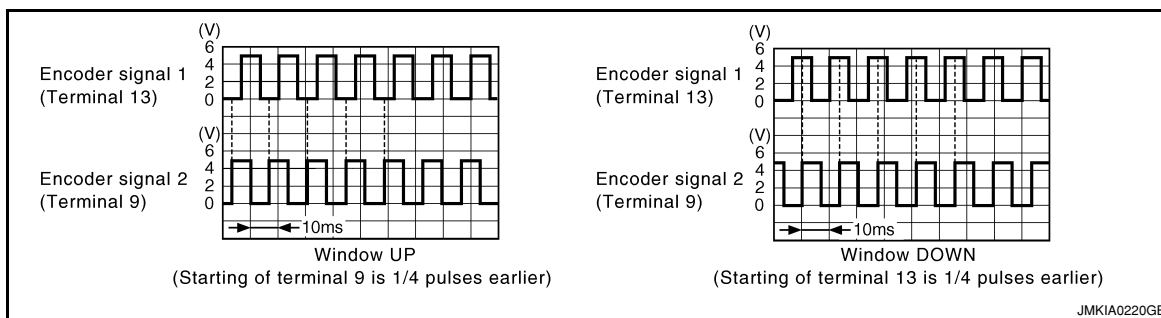 (V)
6
4
2
0
Encoder signal 1
(Terminal 13)
(V)
6
4
2
0
Encoder signal 2
(Terminal 9)
10ms
Window UP
(Starting of terminal 9 is 1/4 pulses earlier)
(V)
6
4
2
0
Encoder signal 1
(Terminal 13)
(V)
6
4
2
0
Encoder signal 2
(Terminal 9)
10ms
Window DOWN
(Starting of terminal 13 is 1/4 pulses earlier)
JMKIA0220GB